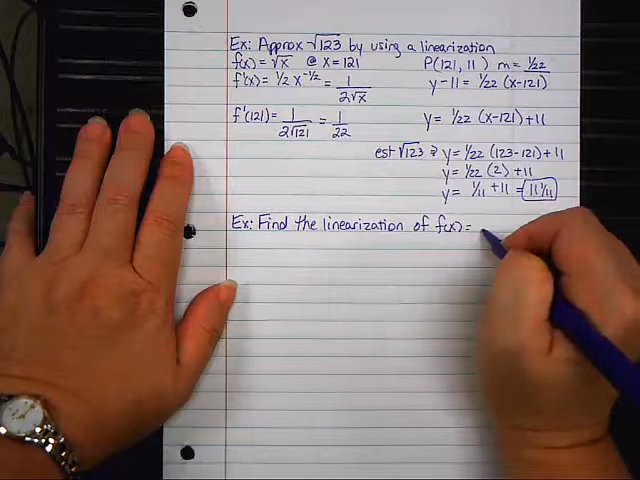 Ex: Approx √123 by using a linearization
f(x) = √x @ x = 121 P(121, 11) m = 1/22
f'(x) = 1/2 x^-1/2 = 1/2√x y-11 = 1/22 (x-121)
f'(121) = 1/2√121 = 1/22 y = 1/22 (x-121)+11
est √123 @ y = 1/22 (123-121)+11
y = 1/22 (2) +11
y = 1/11 +11 = 11 1/11
Ex: Find the linearization of f(x) =